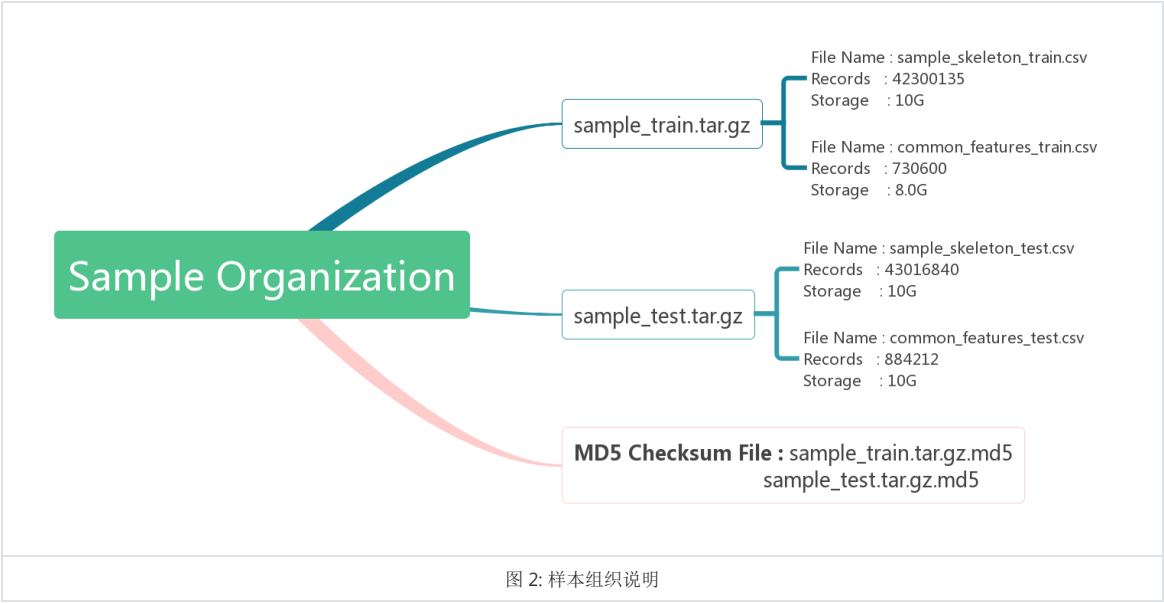 Sample Organization
sample_train.tar.gz
File Name : sample_skeleton_train.csv
Records : 42300135
Storage : 10G
File Name : common_features_train.csv
Records : 730600
Storage : 8.0G
sample_test.tar.gz
File Name : sample_skeleton_test.csv
Records : 43016840
Storage : 10G
File Name : common_features_test.csv
Records : 884212
Storage : 10G
MD5 Checksum File : sample_train.tar.gz.md5
sample_test.tar.gz.md5
图 2: 样本组织说明